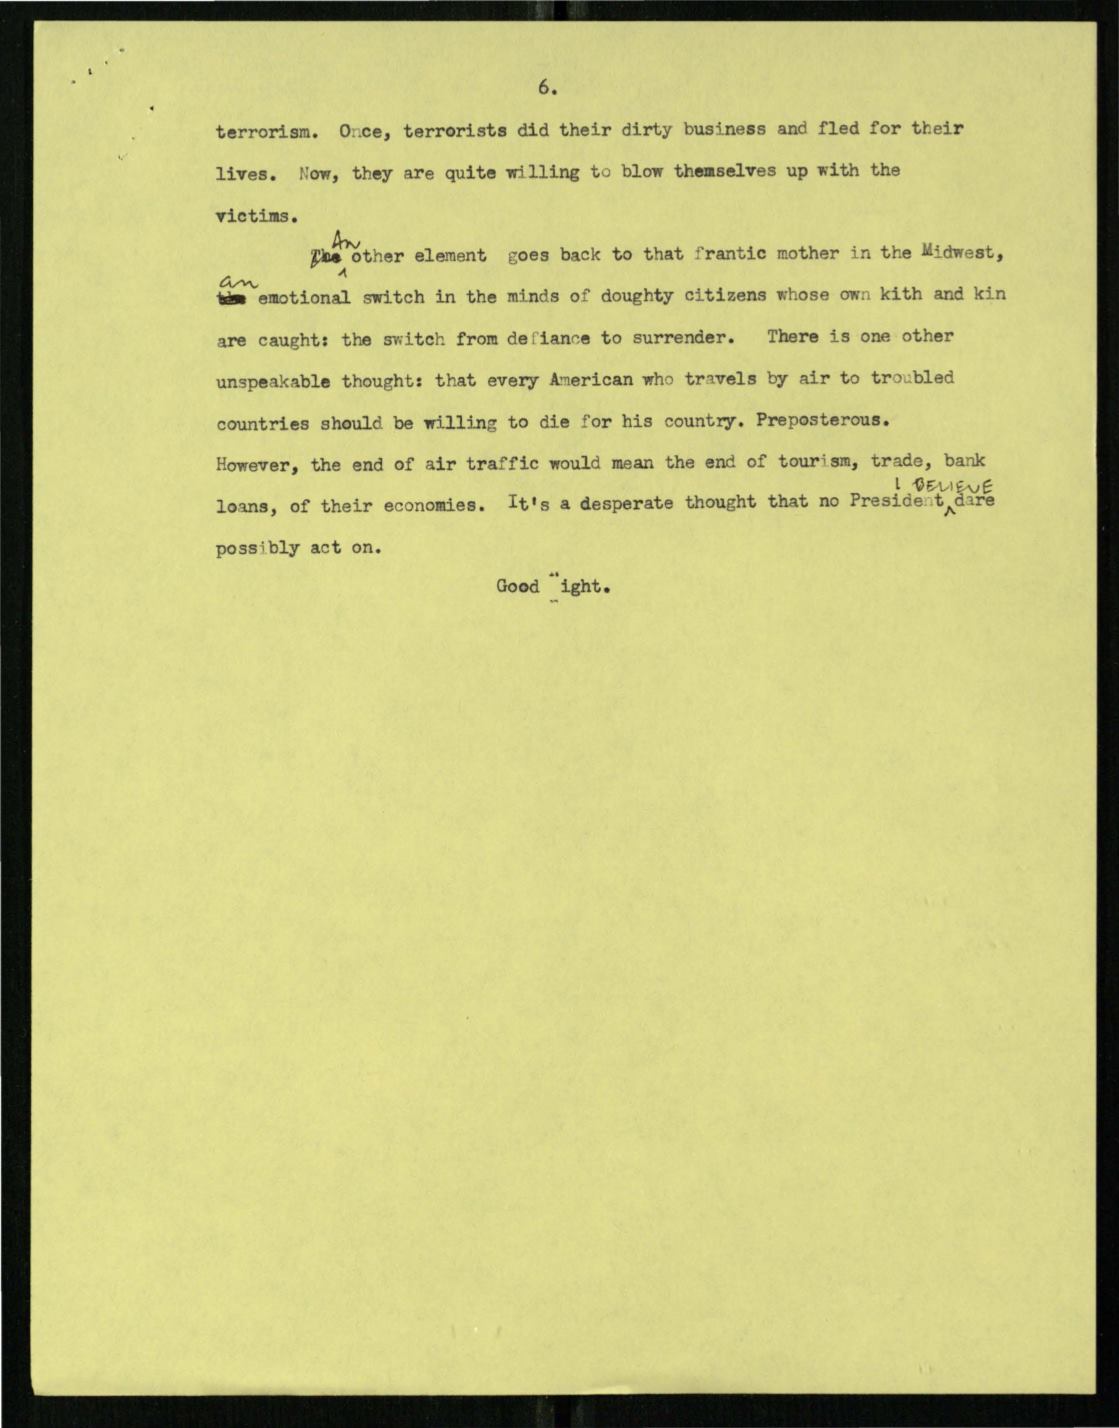 6.
terrorism. Once, terrorists did their dirty business and fled for their
lives. Now, they are quite willing to blow themselves up with the
victims.
An
The other element goes back to that frantic mother in the Midwest,
an
the emotional switch in the minds of doughty citizens whose own kith and kin
are caught: the switch from defiance to surrender. There is one other
unspeakable thought: that every American who travels by air to troubled
countries should be willing to die for his country. Preposterous.
However, the end of air traffic would mean the end of tourism, trade, bank
I BELIEVE
loans, of their economies. It's a desperate thought that no President dare
possibly act on.
Good ight.